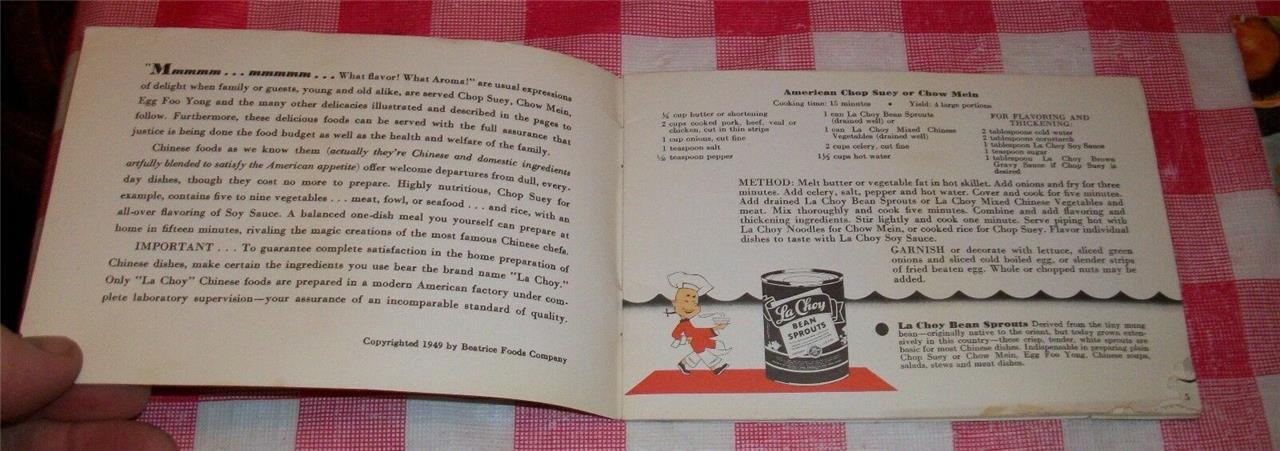 "Mmmmm . . . mmmmm . . . What flavor! What Aroma!" are usual expressions
of delight when family or guests, young and old alike, are served Chop Suey, Chow Mein,
Egg Foo Yong and the many other delicacies illustrated and described in the pages to
follow. Furthermore, these delicious foods can be served with the full assurance that
justice is being done the food budget as well as the health and welfare of the family.
Chinese foods as we know them (actually they're Chinese and domestic ingredients
artfully blended to satisfy the American appetite) offer welcome departures from dull, every-
day dishes, though they cost no more to prepare. Highly nutritious, Chop Suey for
example, contains five to nine vegetables . . . meat, fowl, or seafood . . . and rice, with an
all-over flavoring of Soy Sauce. A balanced one-dish meal you yourself can prepare at
home in fifteen minutes, rivaling the magic creations of the most famous Chinese chefs.
IMPORTANT . . . To guarantee complete satisfaction in the home preparation of
Chinese dishes, make certain the ingredients you use bear the brand name "La Choy."
Only "La Choy" Chinese foods are prepared in a modern American factory under com-
plete laboratory supervision—your assurance of an incomparable standard of quality.
Copyrighted 1949 by Beatrice Foods Company
American Chop Suey or Chow Mein
Cooking time: 15 minutes • Yield: 4 large portions
¼ cup butter or shortening
2 cups cooked pork, beef, veal or
chicken, cut in thin strips
1 cup onions, cut fine
1 teaspoon salt
⅛ teaspoon pepper
1 can La Choy Bean Sprouts
(drained well) or
1 can La Choy Mixed Chinese
Vegetables (drained well)
2 cups celery, cut fine
1½ cups hot water
FOR FLAVORING AND
THICKENING:
2 tablespoons cold water
2 tablespoons cornstarch
1 tablespoon La Choy Soy Sauce
1 teaspoon sugar
1 tablespoon La Choy Brown
Gravy Sauce if Chop Suey is
desired
METHOD: Melt butter or vegetable fat in hot skillet. Add onions and fry for three
minutes. Add celery, salt, pepper and hot water. Cover and cook for five minutes.
Add drained La Choy Bean Sprouts or La Choy Mixed Chinese Vegetables and
meat. Mix thoroughly and cook five minutes. Combine and add flavoring and
thickening ingredients. Stir lightly and cook one minute. Serve piping hot with
La Choy Noodles for Chow Mein, or cooked rice for Chop Suey. Flavor individual
dishes to taste with La Choy Soy Sauce.
GARNISH or decorate with lettuce, sliced green
onions and sliced cold boiled egg, or slender strips
of fried beaten egg. Whole or chopped nuts may be
added.
La Choy
BEAN
SPROUTS
La Choy Bean Sprouts Derived from the tiny mung
bean—originally native to the orient, but today grown exten-
sively in this country—these crisp, tender, white sprouts are
basic for most Chinese dishes. Indispensable in preparing plain
Chop Suey or Chow Mein, Egg Foo Yong, Chinese soups,
salads, stews and meat dishes.
5